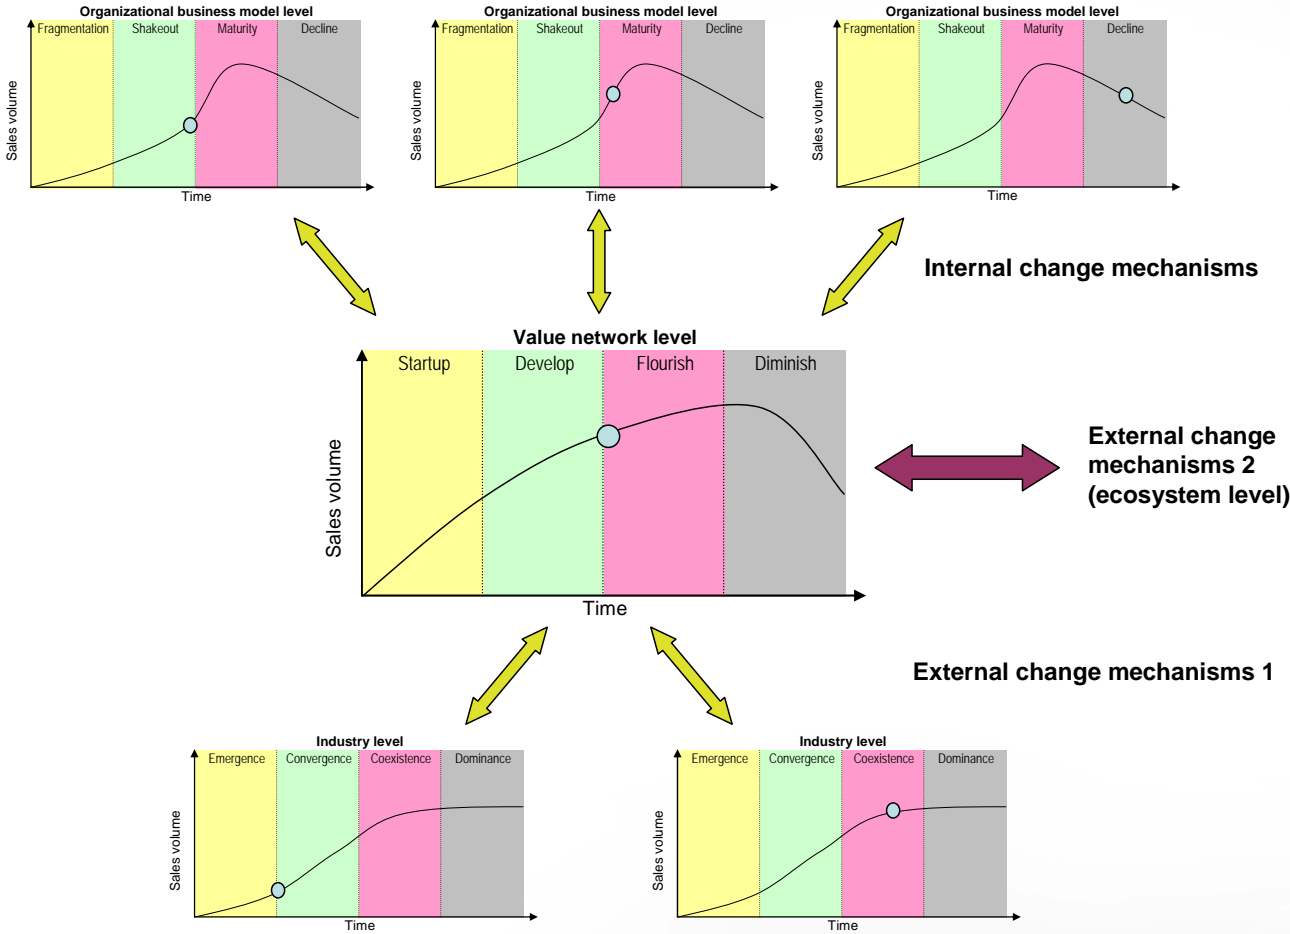 Organizational business model level
Fragmentation Shakeout Maturity Decline
Sales volume
Time
Organizational business model level
Fragmentation Shakeout Maturity Decline
Sales volume
Time
Organizational business model level
Fragmentation Shakeout Maturity Decline
Sales volume
Time
Internal change mechanisms
Value network level
Startup Develop Flourish Diminish
Sales volume
Time
External change
mechanisms 2
(ecosystem level)
External change mechanisms 1
Industry level
Emergence Convergence Coexistence Dominance
Sales volume
Time
Industry level
Emergence Convergence Coexistence Dominance
Sales volume
Time